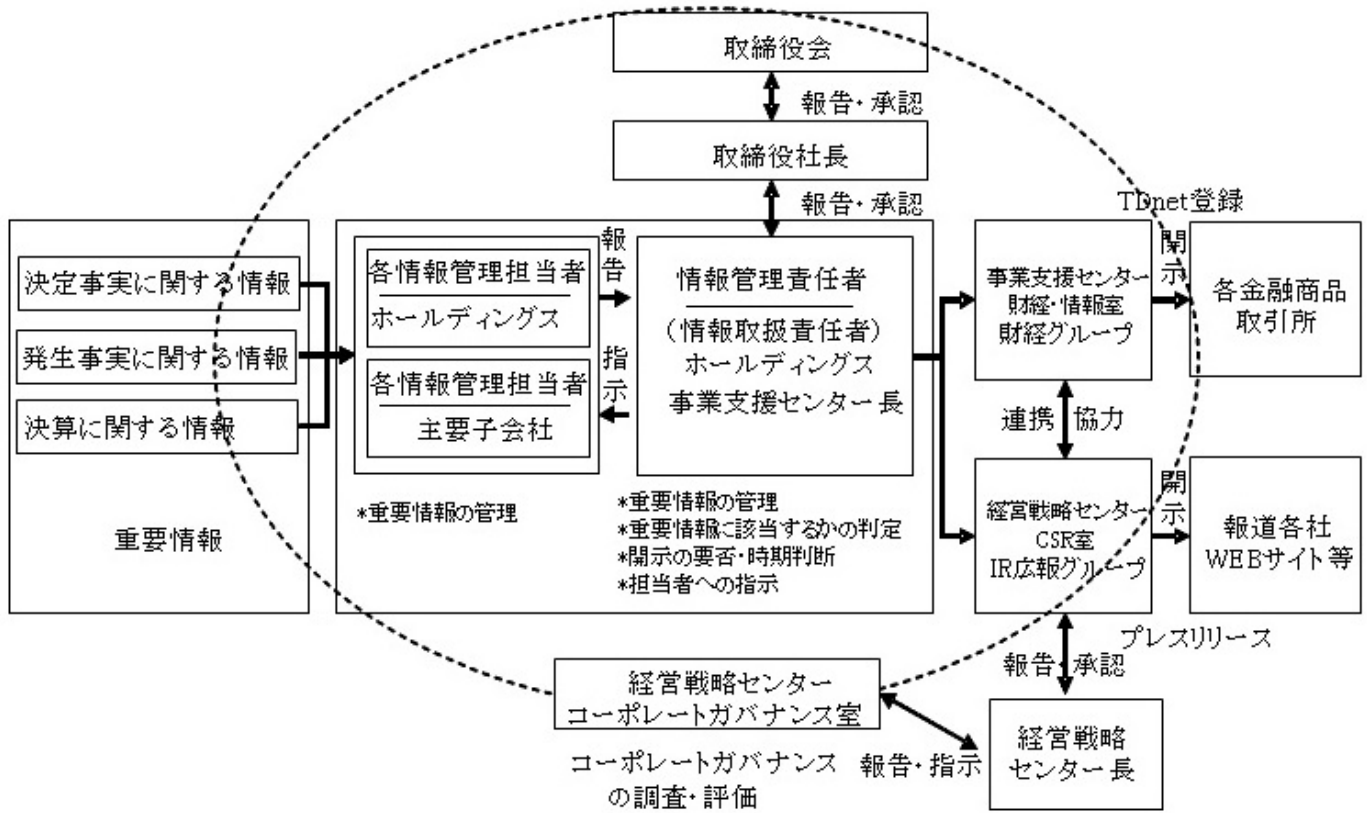 取締役会
報告・承認
取締役社長
報告・承認
TDnet登録
決定事実に関する情報
発生事実に関する情報
決算に関する情報
重要情報
各情報管理担当者
ホールディングス
各情報管理担当者
主要子会社
*重要情報の管理
報告
指示
情報管理責任者
(情報取扱責任者)
ホールディングス
事業支援センター長
*重要情報の管理
*重要情報に該当するかの判定
*開示の要否・時期判断
*担当者への指示
事業支援センター
財経・情報室
財経グループ
開示
各金融商品
取引所
連携
協力
経営戦略センター
CSR室
IR広報グループ
開示
報道各社
WEBサイト等
プレスリリース
報告・承認
経営戦略センター
コーポレートガバナンス室
コーポレートガバナンス
の調査・評価
報告・指示
経営戦略
センター長